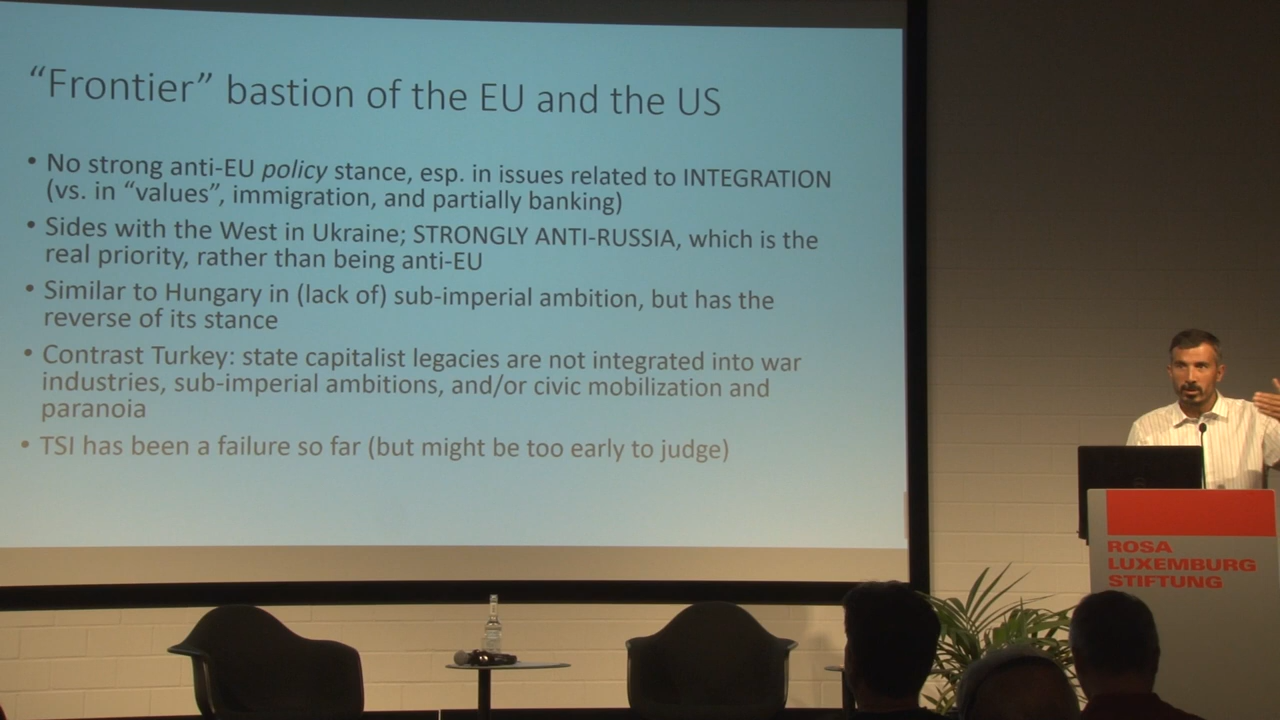 “Frontier” bastion of the EU and the US
• No strong anti-EU policy stance, esp. in issues related to INTEGRATION
(vs. in “values”, immigration, and partially banking)
• Sides with the West in Ukraine; STRONGLY ANTI-RUSSIA, which is the
real priority, rather than being anti-EU
• Similar to Hungary in (lack of) sub-imperial ambition, but has the
reverse of its stance
• Contrast Turkey: state capitalist legacies are not integrated into war
industries, sub-imperial ambitions, and/or civic mobilization and
paranoia
• TSI has been a failure so far (but might be too early to judge)
ROSA
LUXEMBURG
STIFTUNG